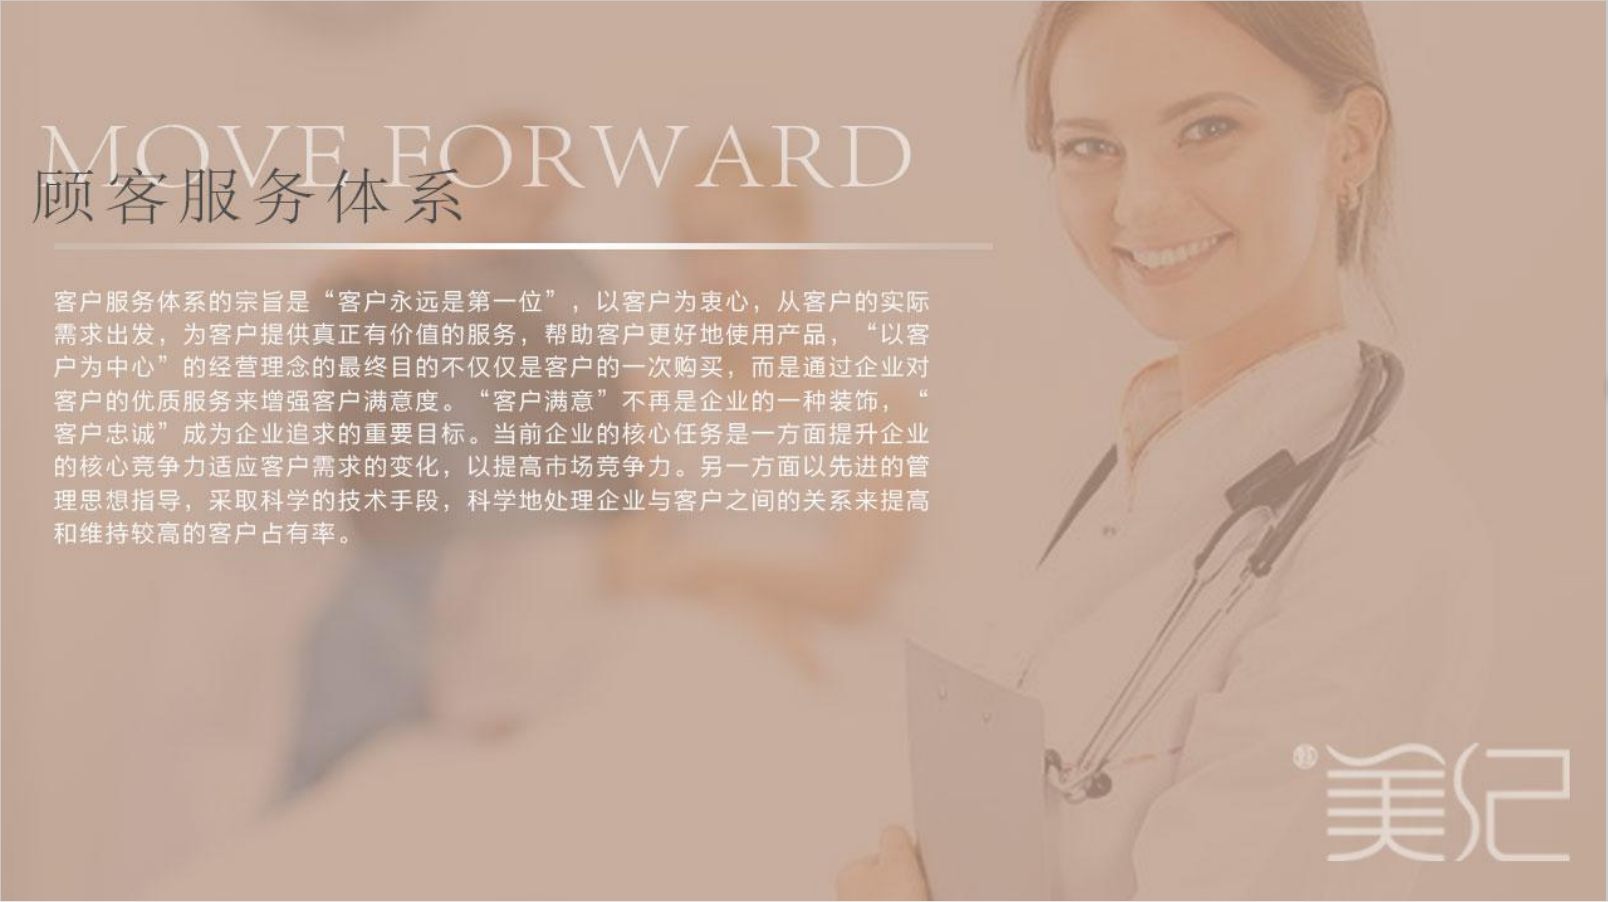 MOVE FORWARD
顾客服务体系
客户服务体系的宗旨是“客户永远是第一位”，以客户为衷心，从客户的实际
需求出发，为客户提供真正有价值的服务，帮助客户更好地使用产品，“以客
户为中心”的经营理念的最终目的不仅仅是客户的一次购买，而是通过企业对
客户的优质服务来增强客户满意度。“客户满意”不再是企业的一种装饰，“
客户忠诚”成为企业追求的重要目标。当前企业的核心任务是一方面提升企业
的核心竞争力适应客户需求的变化，以提高市场竞争力。另一方面以先进的管
理思想指导，采取科学的技术手段，科学地处理企业与客户之间的关系来提高
和维持较高的客户占有率。
美纪